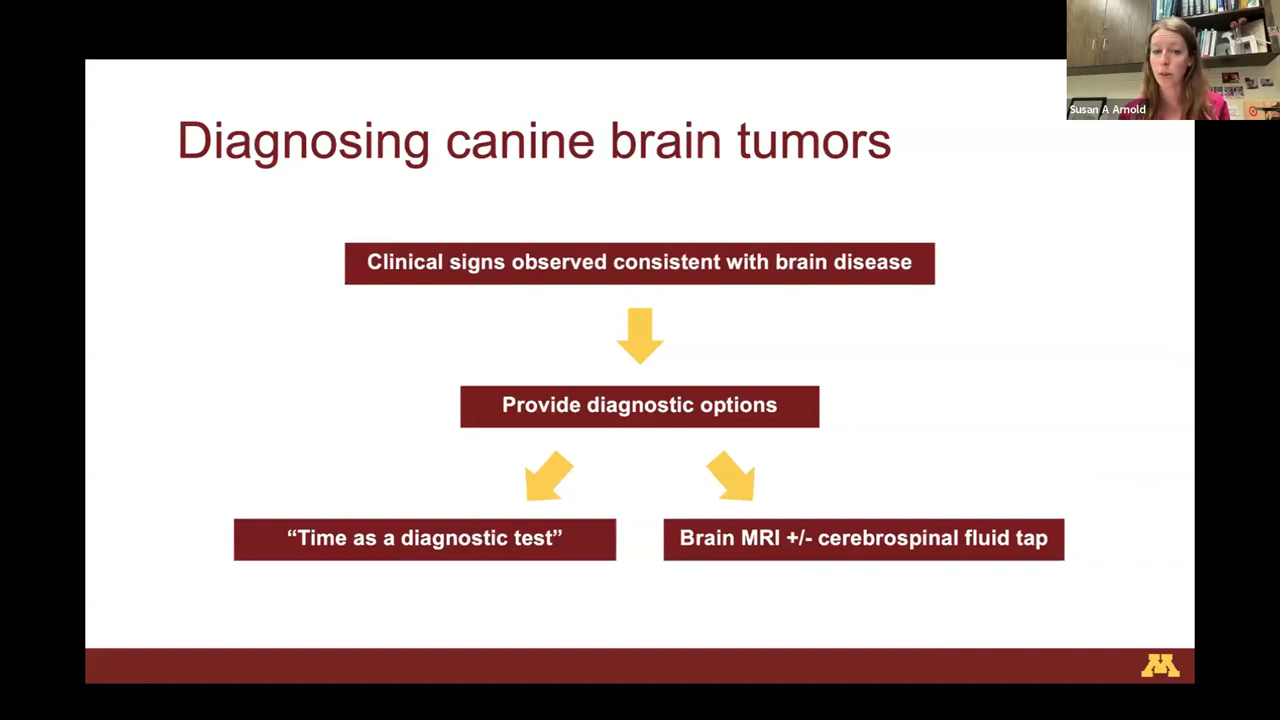 Susan A Arnold
Diagnosing canine brain tumors
Clinical signs observed consistent with brain disease
Provide diagnostic options
“Time as a diagnostic test”
Brain MRI +/- cerebrospinal fluid tap
M